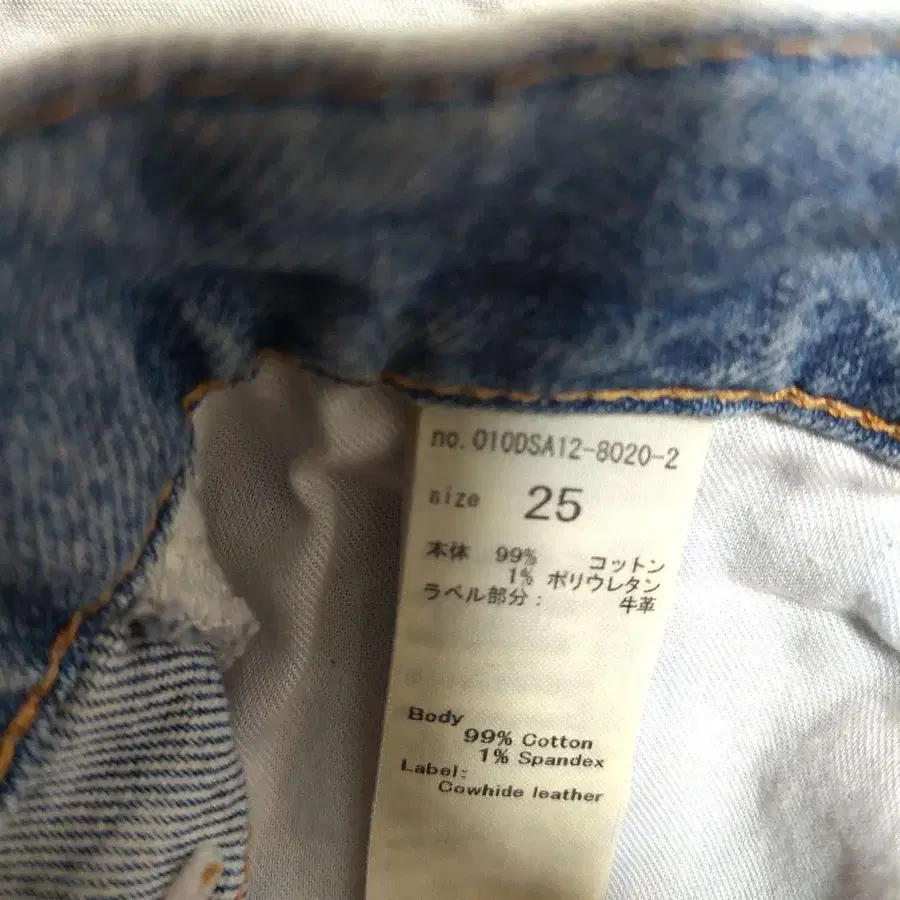 no.010DSA12-8020-2
size 25
本体 99% コットン
1% ポリウレタン
ラベル部分： 牛革
Body
99% Cotton
1% Spandex
Label:
Cowhide leather